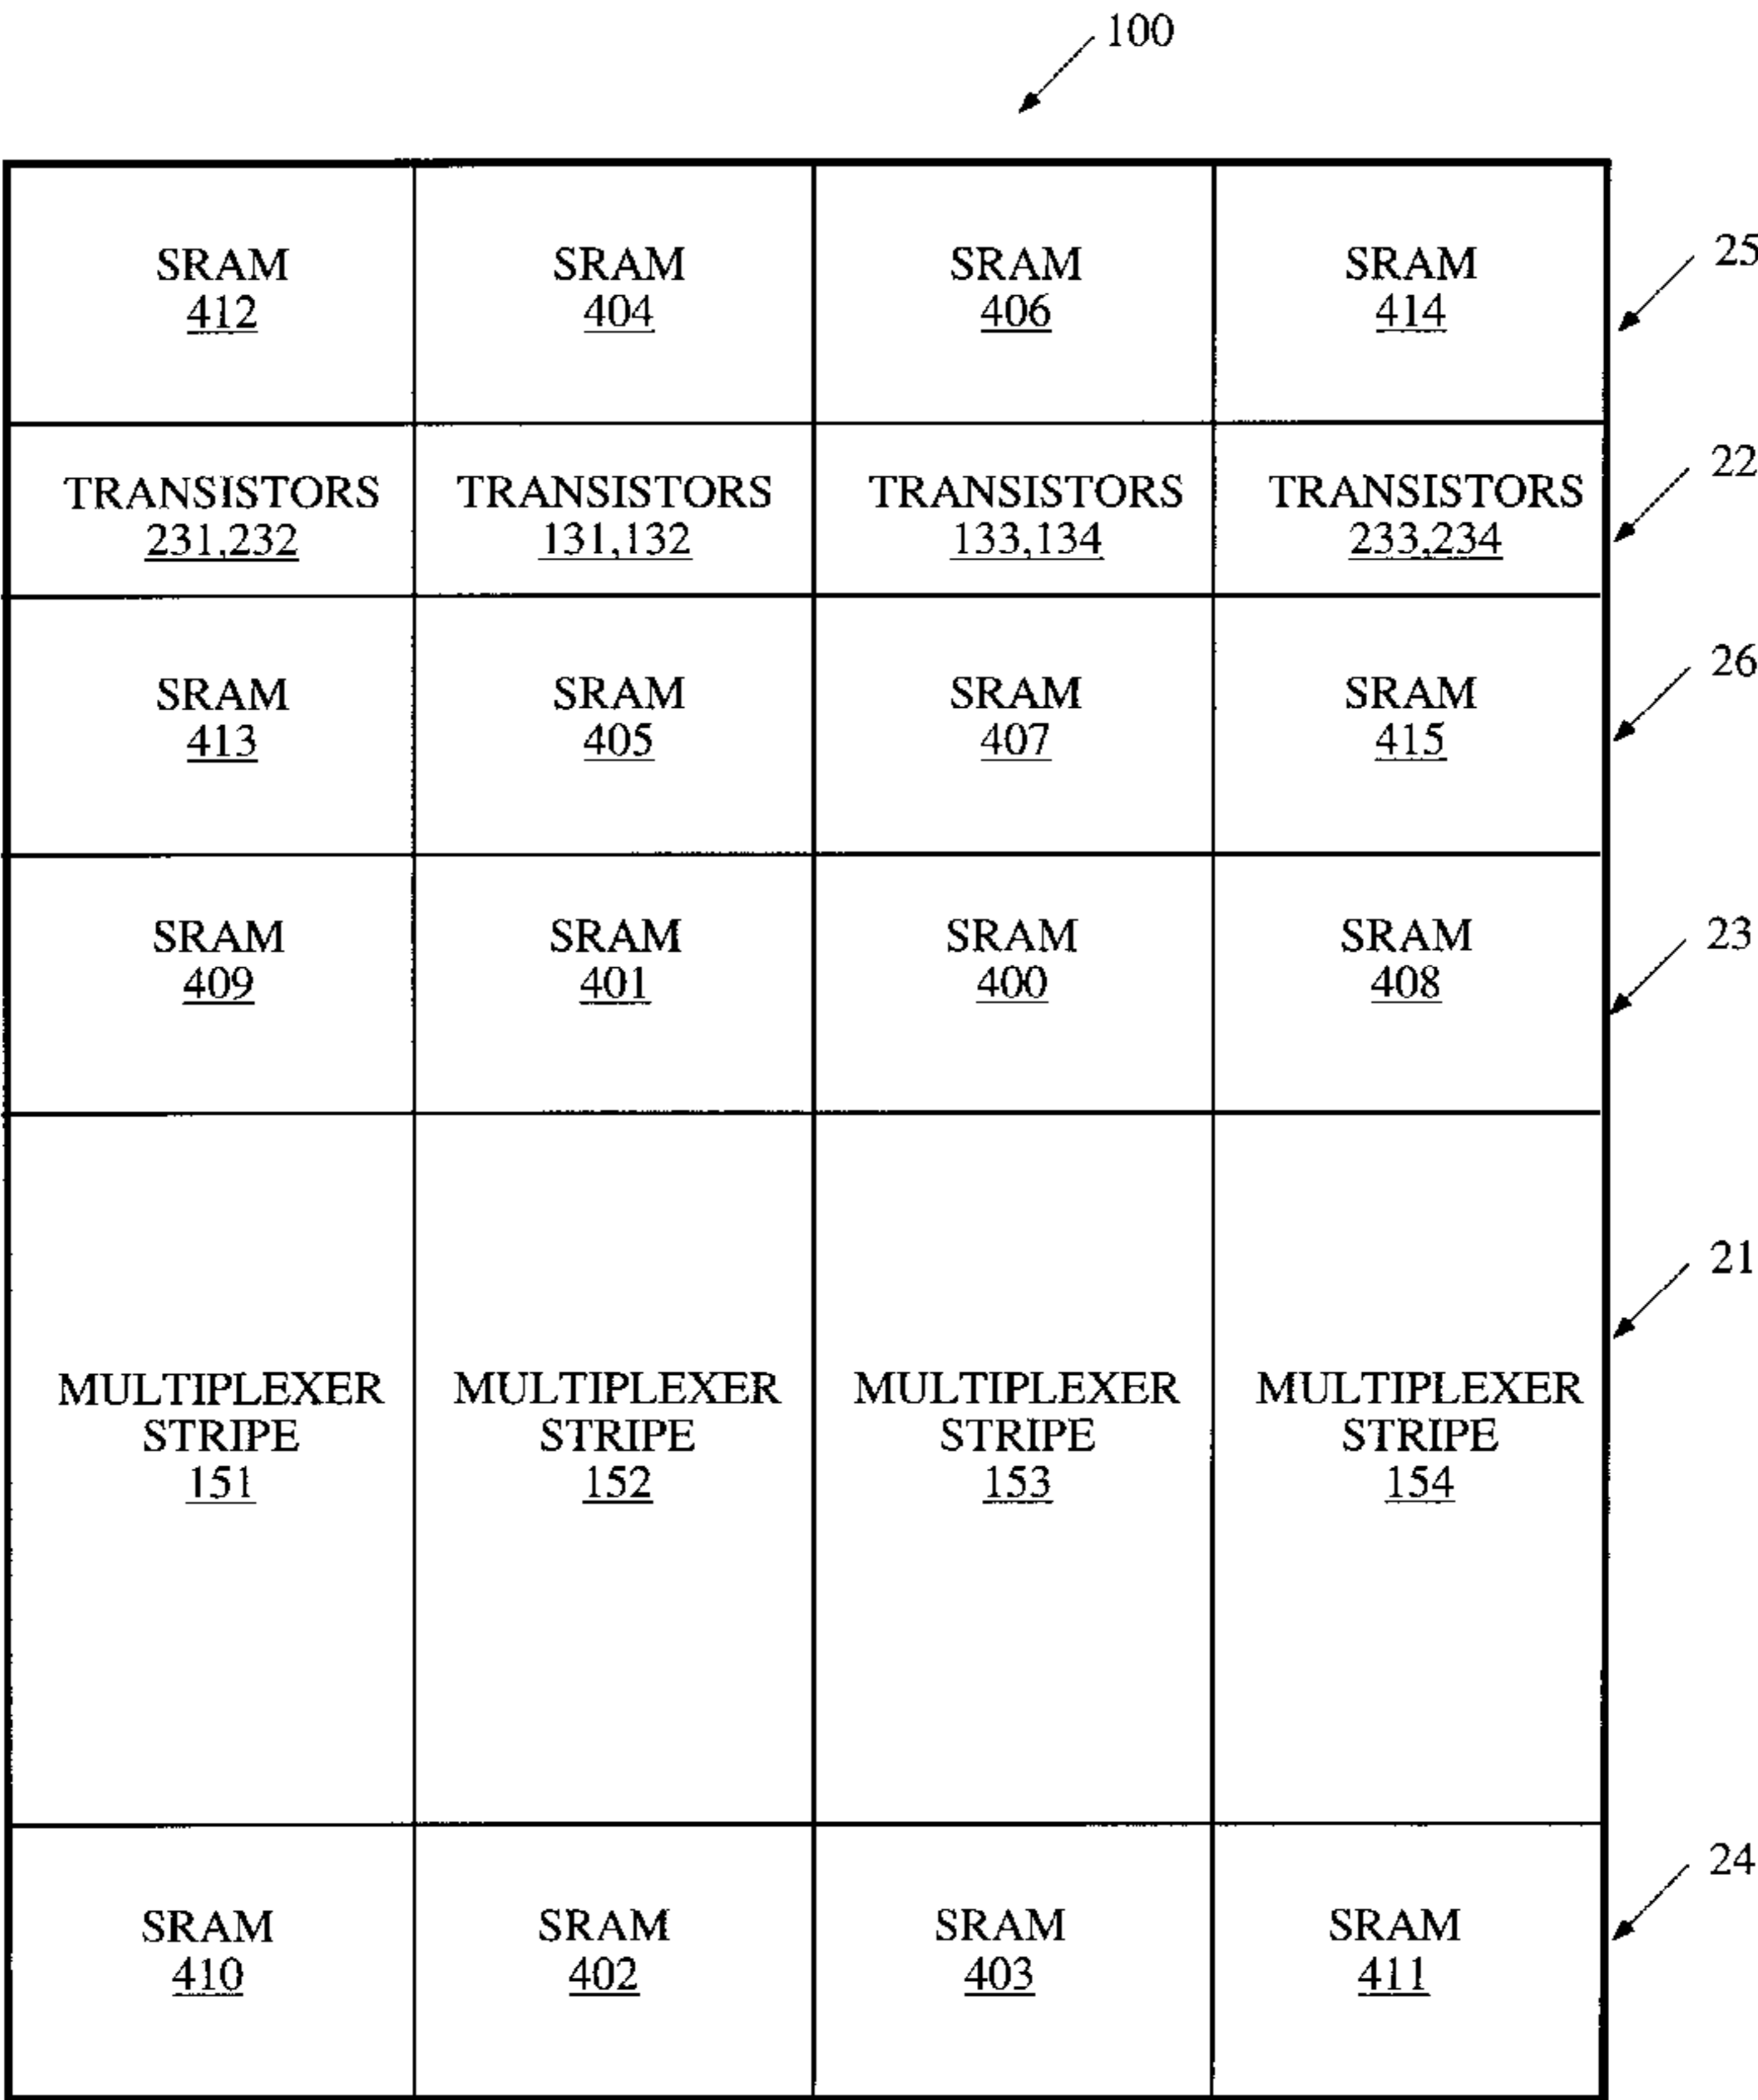 100
SRAM SRAM SRAM SRAM 25
412 404 406 414
TRANSISTORS TRANSISTORS TRANSISTORS TRANSISTORS 22
231,232 131,132 133,134 233,234
SRAM SRAM SRAM SRAM 26
413 405 407 415
SRAM SRAM SRAM SRAM 23
409 401 400 408
21
MULTIPLEXER MULTIPLEXER MULTIPLEXER MULTIPLEXER
STRIPE STRIPE STRIPE STRIPE
151 152 153 154
24
SRAM SRAM SRAM SRAM
410 402 403 411